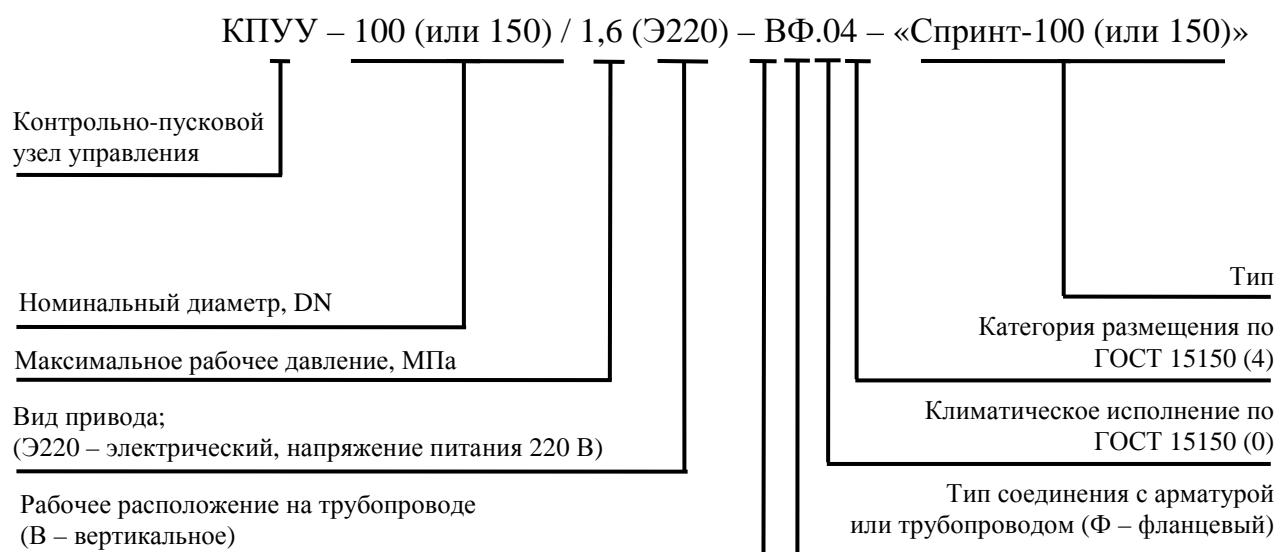 КПУУ – 100 (или 150) / 1,6 (Э220) – ВФ.04 – «Спринт-100 (или 150)»
Контрольно-пусковой
узел управления
Тип
Номинальный диаметр, DN
Категория размещения по
ГОСТ 15150 (4)
Максимальное рабочее давление, МПа
Климатическое исполнение по
ГОСТ 15150 (0)
Вид привода;
(Э220 – электрический, напряжение питания 220 В)
Тип соединения с арматурой
или трубопроводом (Ф – фланцевый)
Рабочее расположение на трубопроводе
(В – вертикальное)